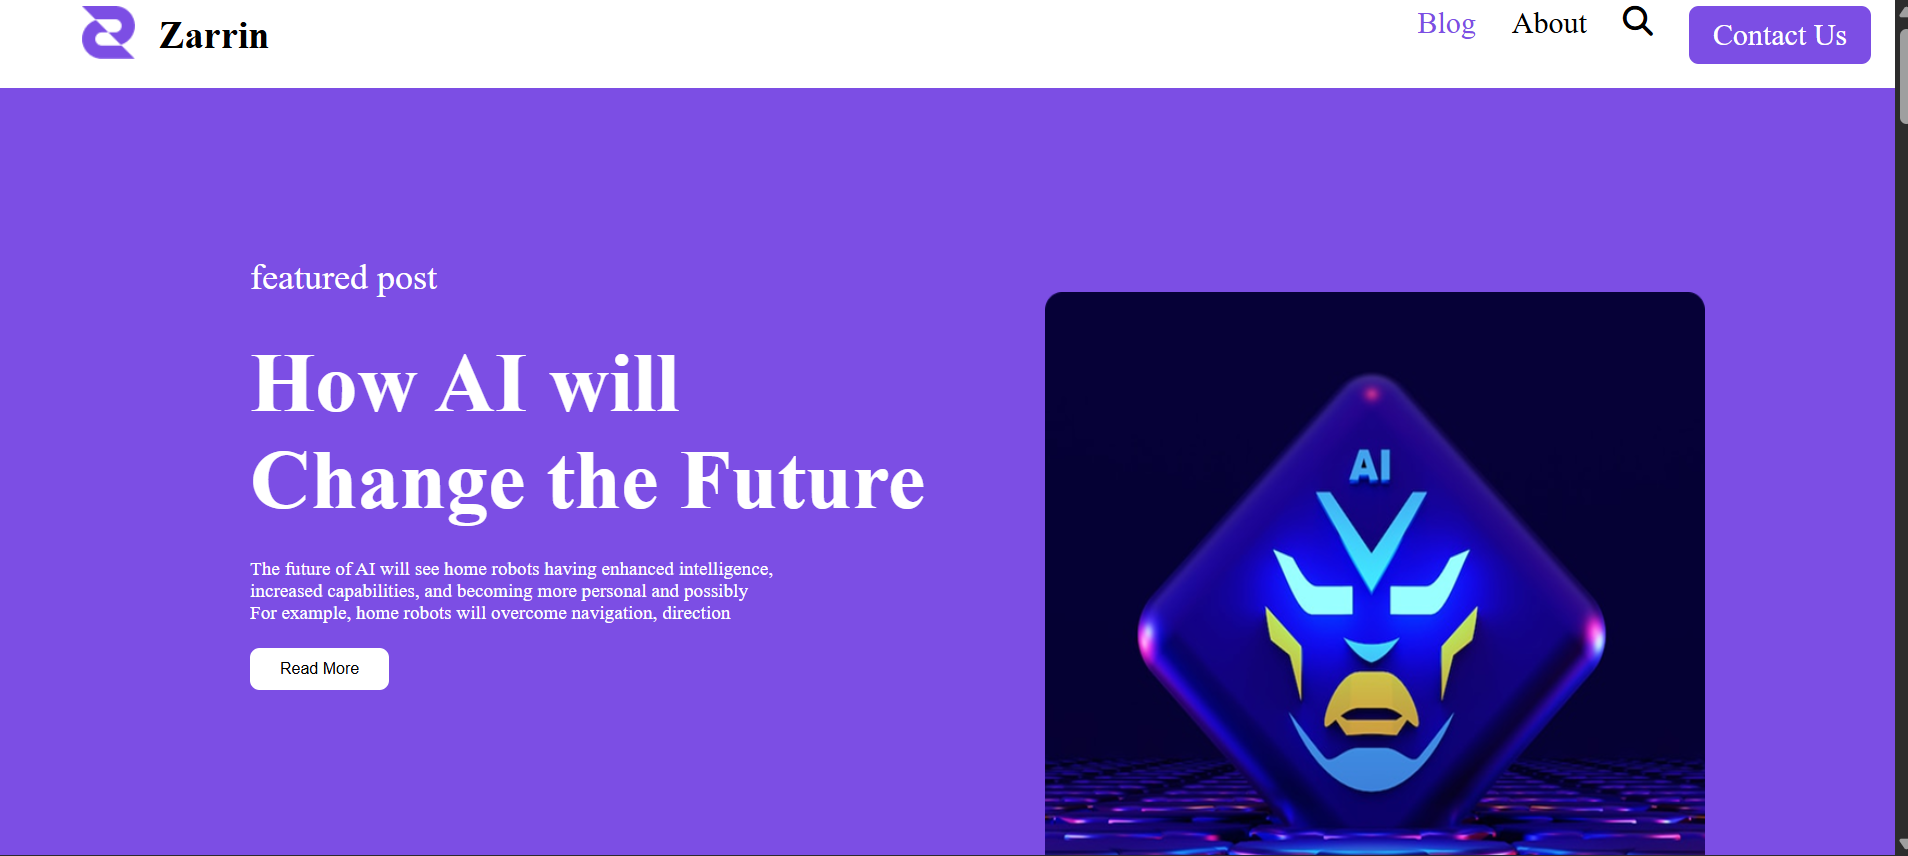 Zarrin
Blog
About
Contact Us
featured post
How AI will
Change the Future
The future of AI will see home robots having enhanced intelligence,
increased capabilities, and becoming more personal and possibly
For example, home robots will overcome navigation, direction
Read More
AI